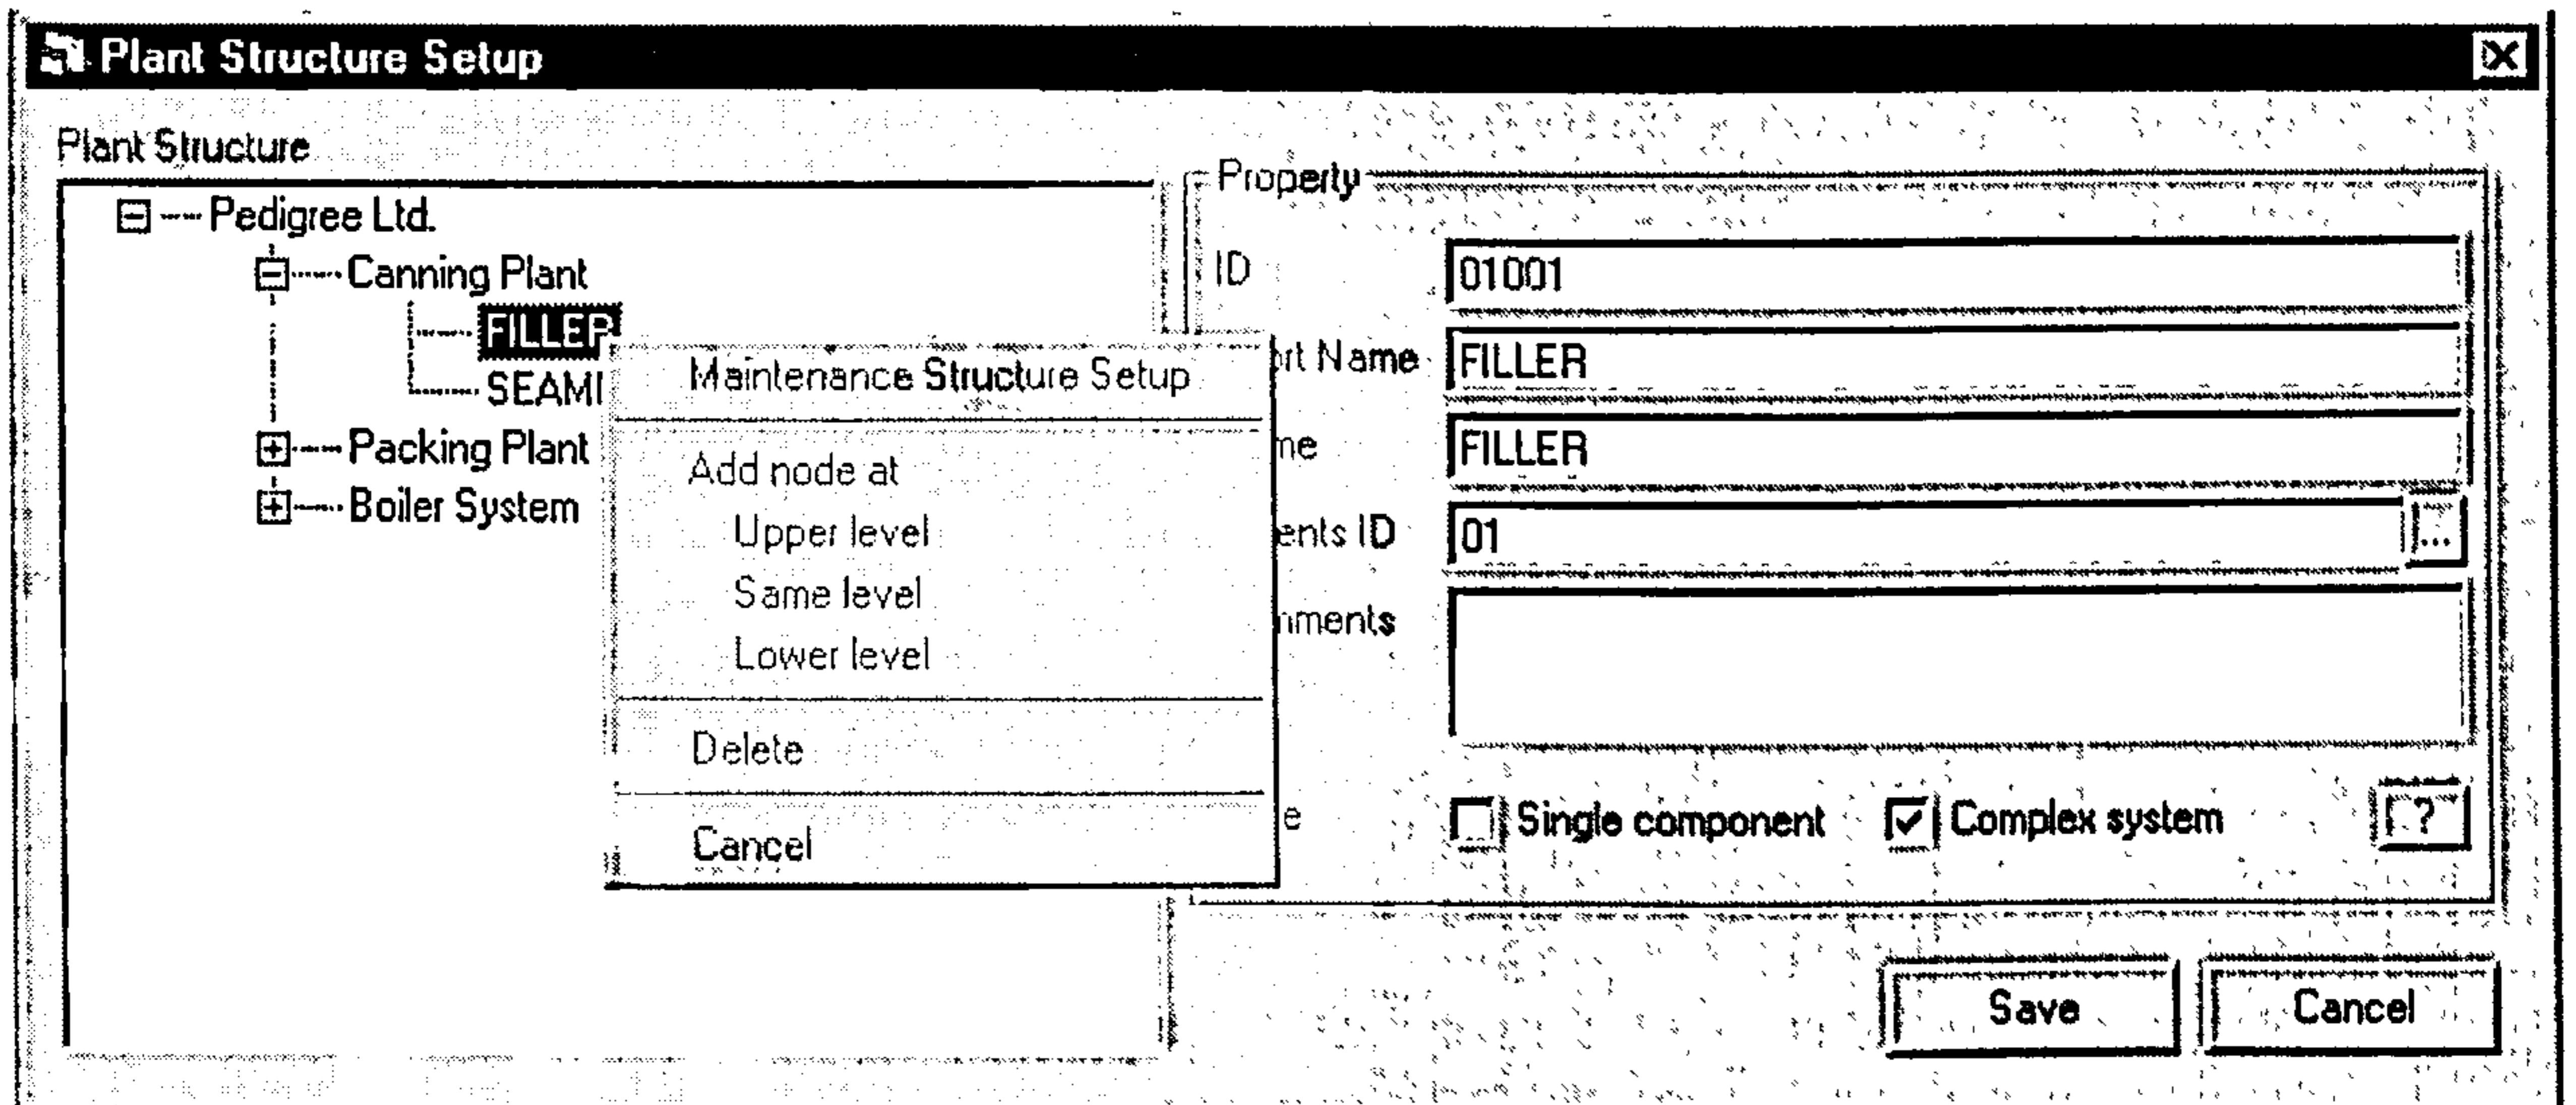 Plant Structure Setup
Plant Structure
Pedigree Ltd.
Canning Plant
FILLER
SEAMI
Packing Plant
Boiler System
Maintenance Structure Setup
Add node at
Upper level
Same level
Lower level
Delete
Cancel
Property
ID 01001
rt Name FILLER
me FILLER
ents ID 01 ...
mments
e Single component Complex system ?
Save Cancel